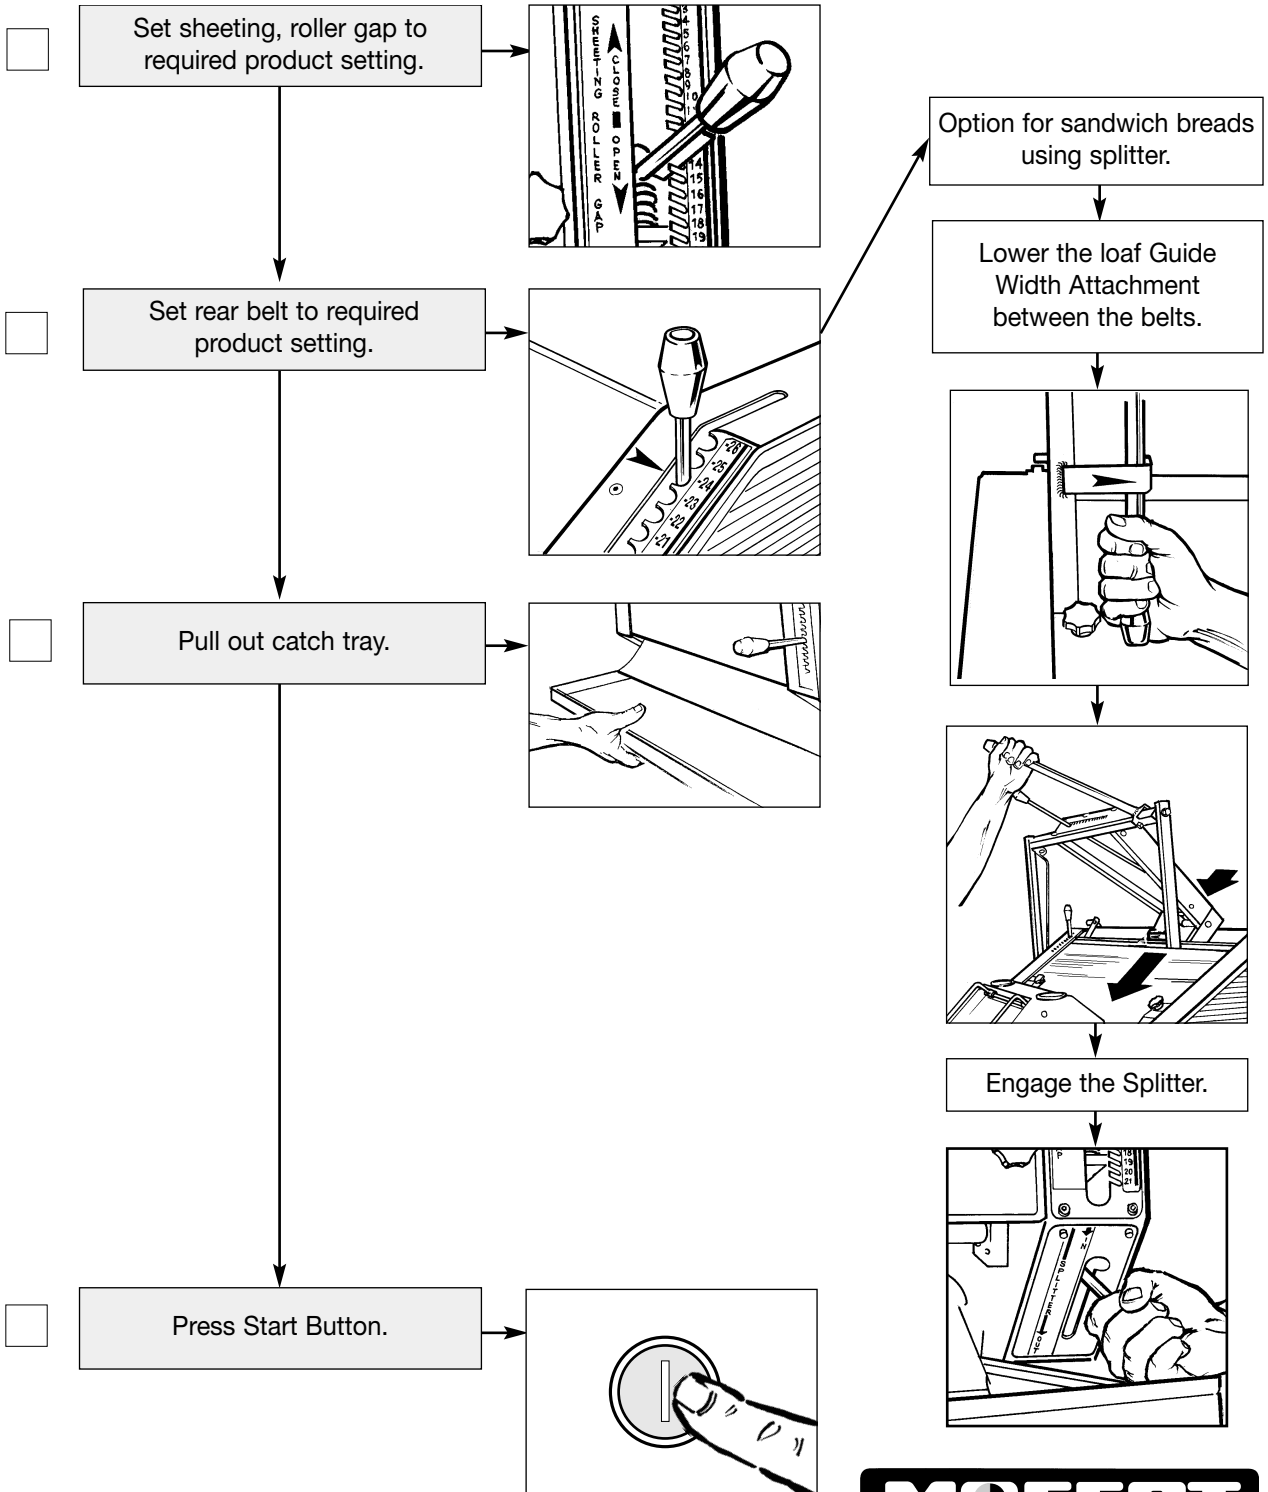 Set sheeting, roller gap to
required product setting.
SHEETING ROLLER GAP
CLOSE OPEN
3
4
5
6
7
8
9
10
14
15
16
17
18
19
Set rear belt to required
product setting.
-26
-25
-24
-23
-22
-21
Pull out catch tray.
Press Start Button.
Option for sandwich breads
using splitter.
Lower the loaf Guide
Width Attachment
between the belts.
Engage the Splitter.
P
18
19
20
21
IN
SPLITTER
OUT
MOFFAT